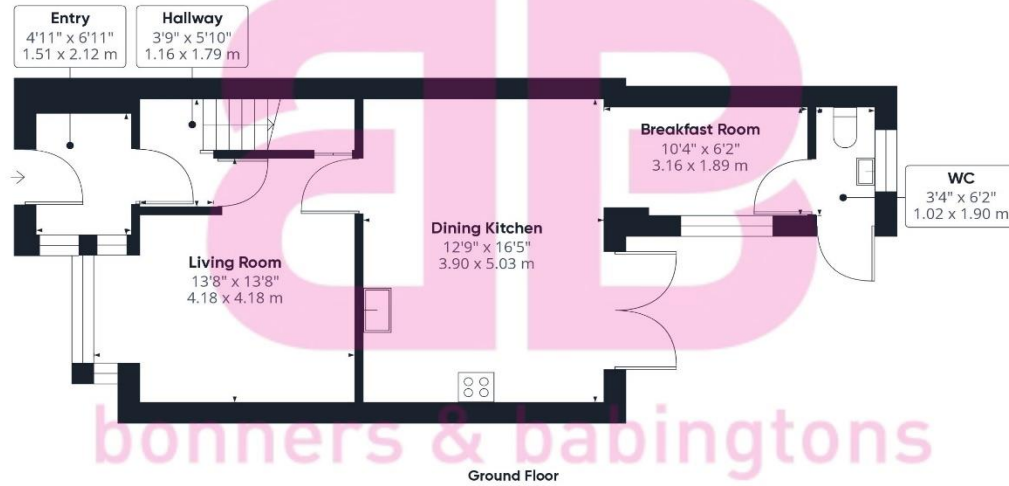 Entry
4'11" x 6'11"
1.51 x 2.12 m
Hallway
3'9" x 5'10"
1.16 x 1.79 m
Breakfast Room
10'4" x 6'2"
3.16 x 1.89 m
WC
3'4" x 6'2"
1.02 x 1.90 m
Dining Kitchen
12'9" x 16'5"
3.90 x 5.03 m
Living Room
13'8" x 13'8"
4.18 x 4.18 m
bonners & babingtons
Ground Floor